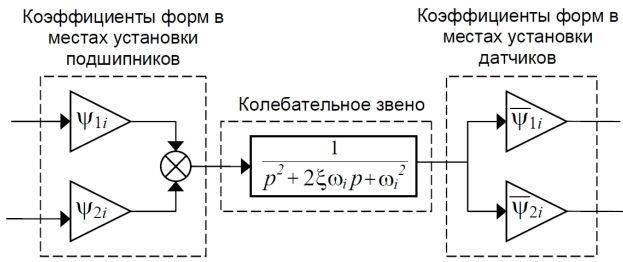 Коэффициенты форм в
местах установки
подшипников
Коэффициенты форм в
местах установки
датчиков
Колебательное звено
ψ1i
ψ2i
1
p² + 2ξωi p + ωi²
ψ̅1i
ψ̅2i